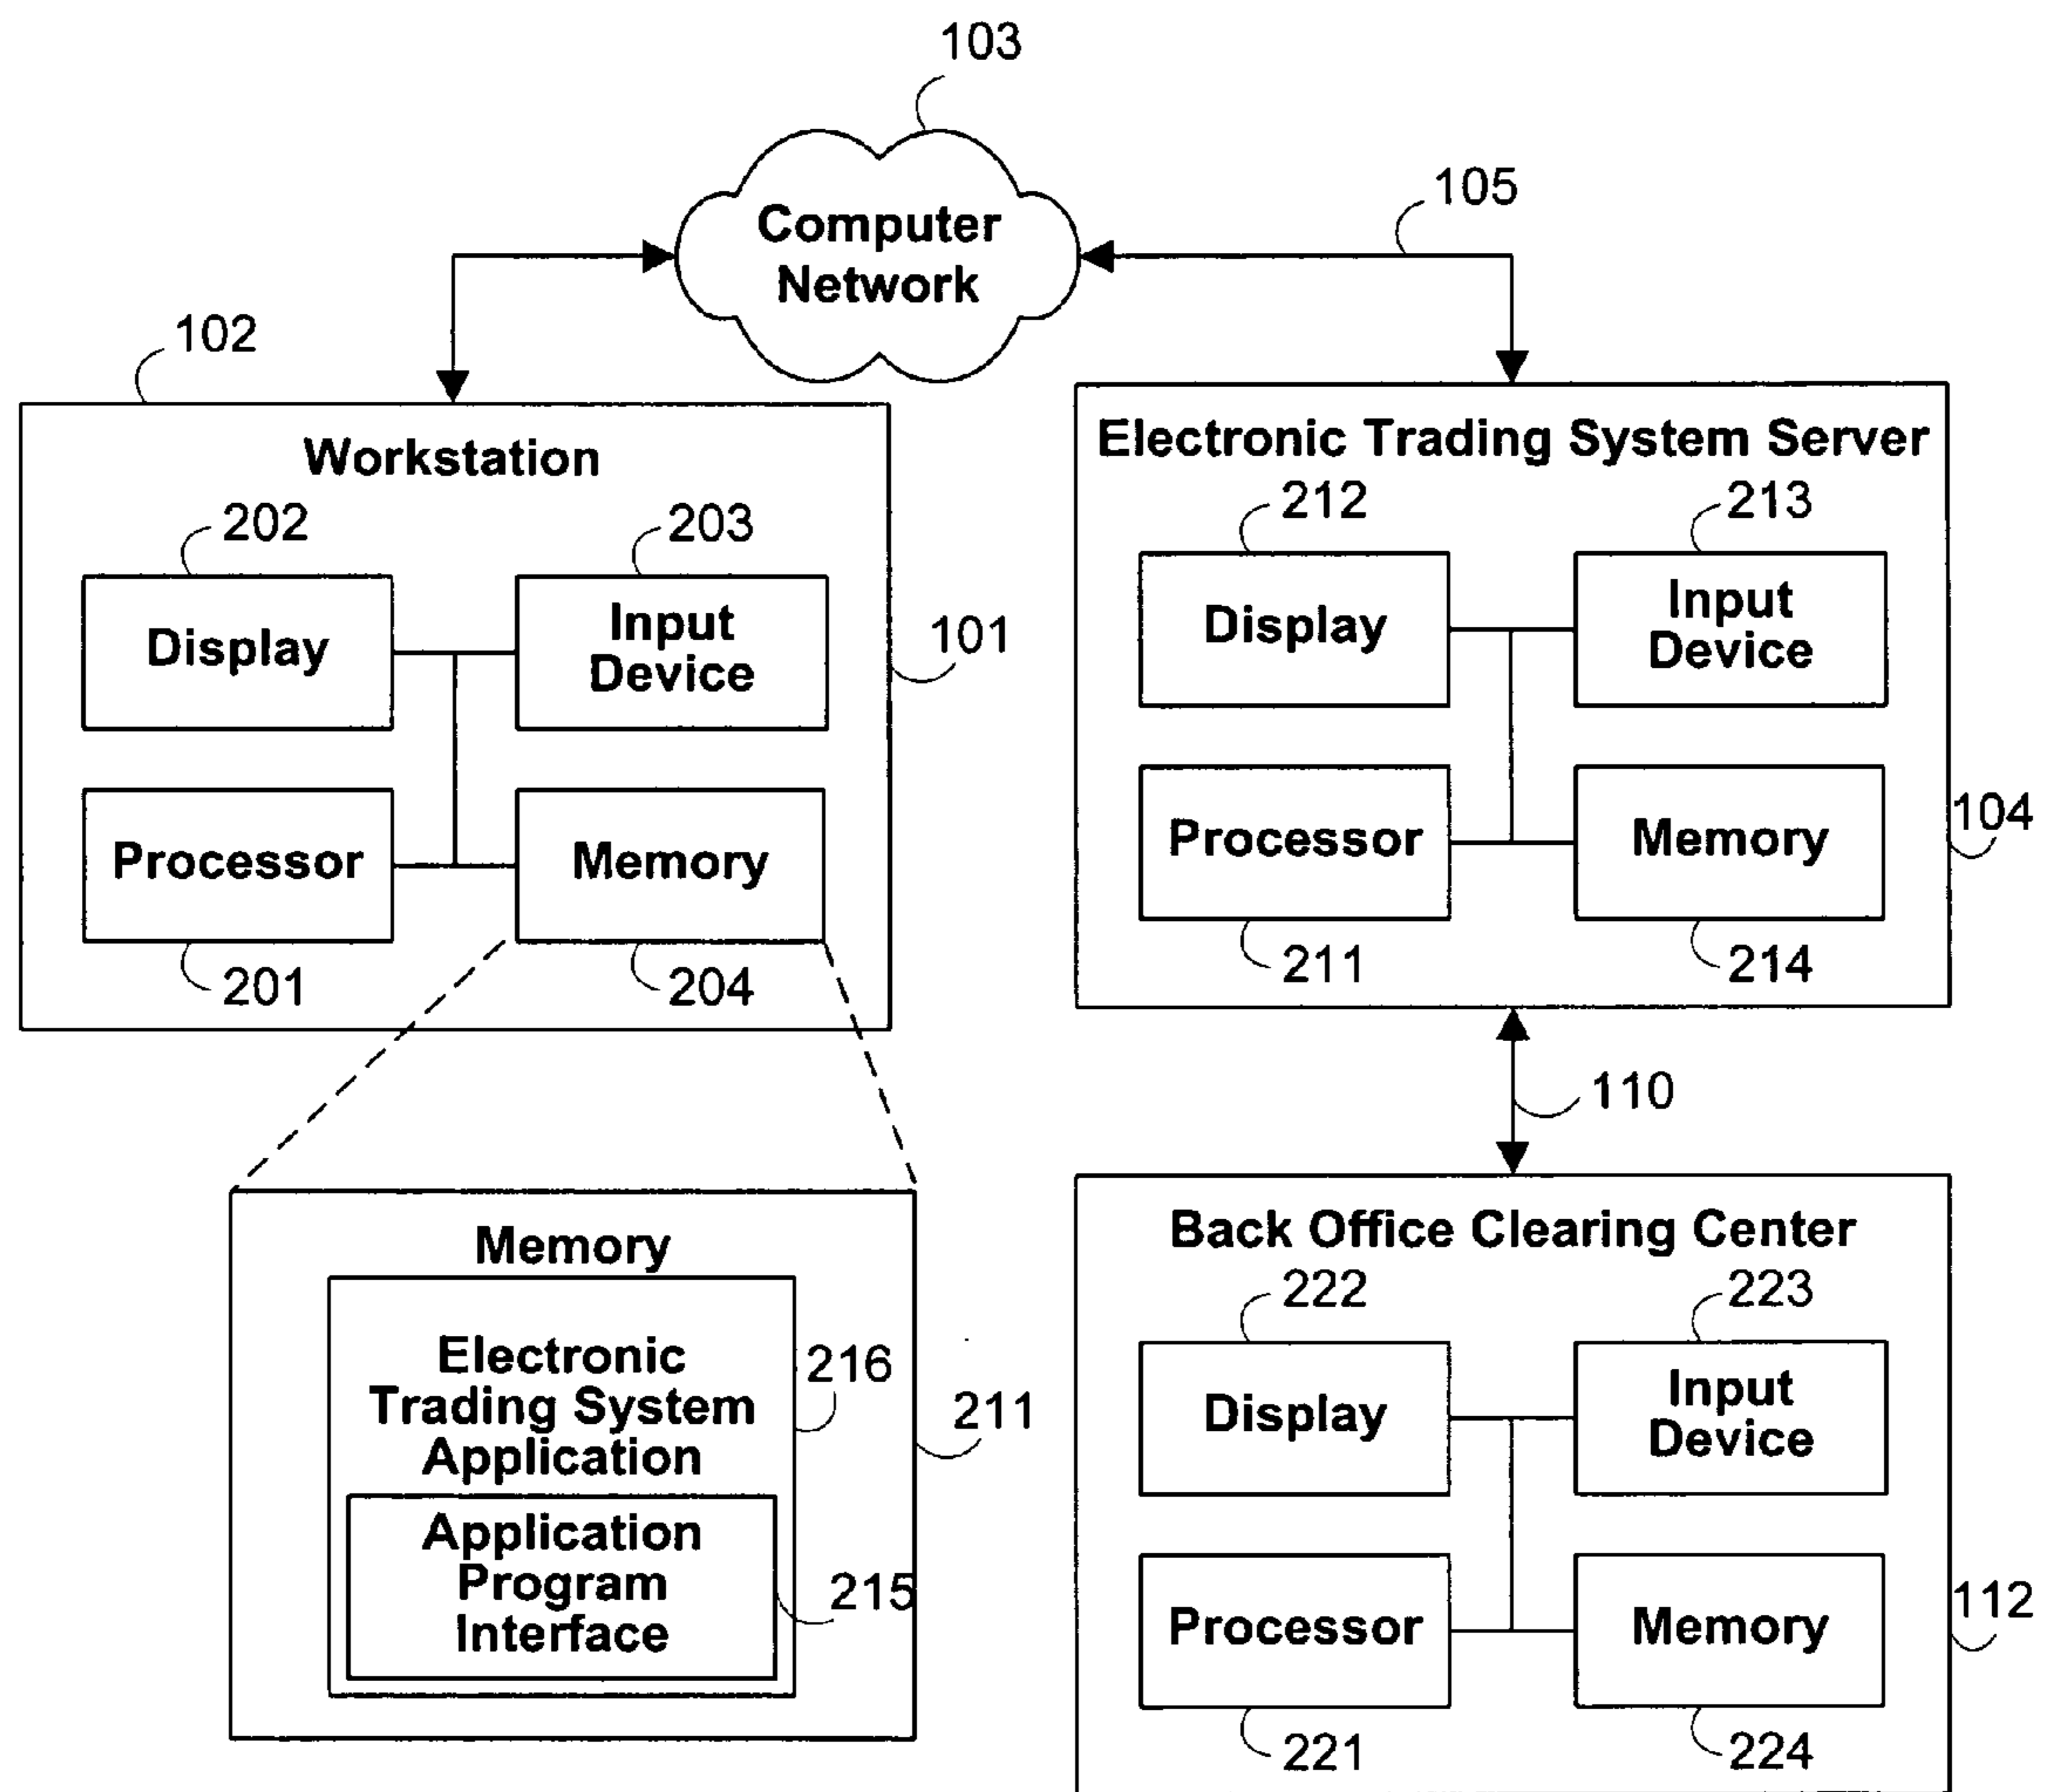 103
Computer
Network
105
102
Workstation
202
203
Display
Input
Device
101
Processor
Memory
201
204
Electronic Trading System Server
212
213
Display
Input
Device
Processor
Memory
104
211
214
110
Memory
Electronic
Trading System
Application
216
211
Application
Program
Interface
215
Back Office Clearing Center
222
223
Display
Input
Device
Processor
Memory
112
221
224